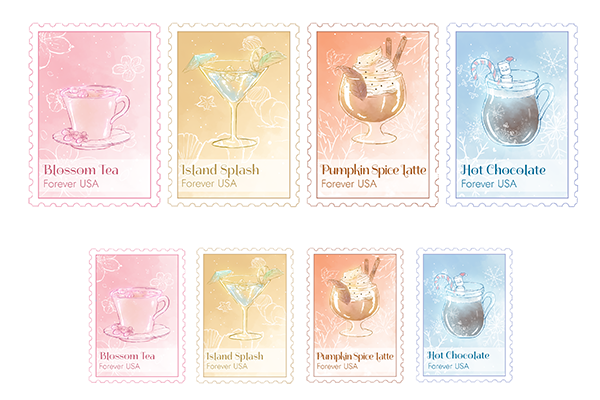 Blossom Tea
Forever USA
Island Splash
Forever USA
Pumpkin Spice Latte
Forever USA
Hot Chocolate
Forever USA
Blossom Tea
Forever USA
Island Splash
Forever USA
Pumpkin Spice Latte
Forever USA
Hot Chocolate
Forever USA